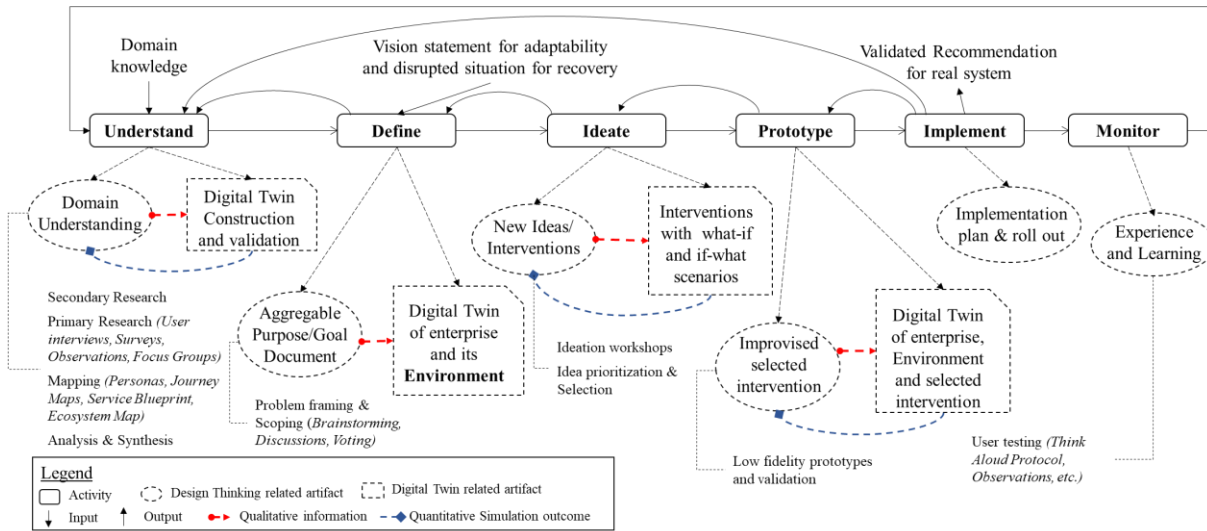 Domain
knowledge
Vision statement for adaptability
and disrupted situation for recovery
Validated Recommendation
for real system
Understand
Define
Ideate
Prototype
Implement
Monitor
Domain
Understanding
Digital Twin
Construction
and validation
New Ideas/
Interventions
Interventions
with what-if
and if-what
scenarios
Implementation
plan & roll out
Experience
and Learning
Aggregable
Purpose/Goal
Document
Digital Twin
of enterprise
and its
Environment
Improvised
selected
intervention
Digital Twin
of enterprise,
Environment
and selected
intervention
Secondary Research
Primary Research (User
interviews, Surveys,
Observations, Focus Groups)
Mapping (Personas, Journey
Maps, Service Blueprint,
Ecosystem Map)
Analysis & Synthesis
Problem framing &
Scoping (Brainstorming,
Discussions, Voting)
Ideation workshops
Idea prioritization &
Selection
Low fidelity prototypes
and validation
User testing (Think
Aloud Protocol,
Observations, etc.)
Legend
Activity
Design Thinking related artifact
Digital Twin related artifact
Input
Output
Qualitative information
Quantitative Simulation outcome